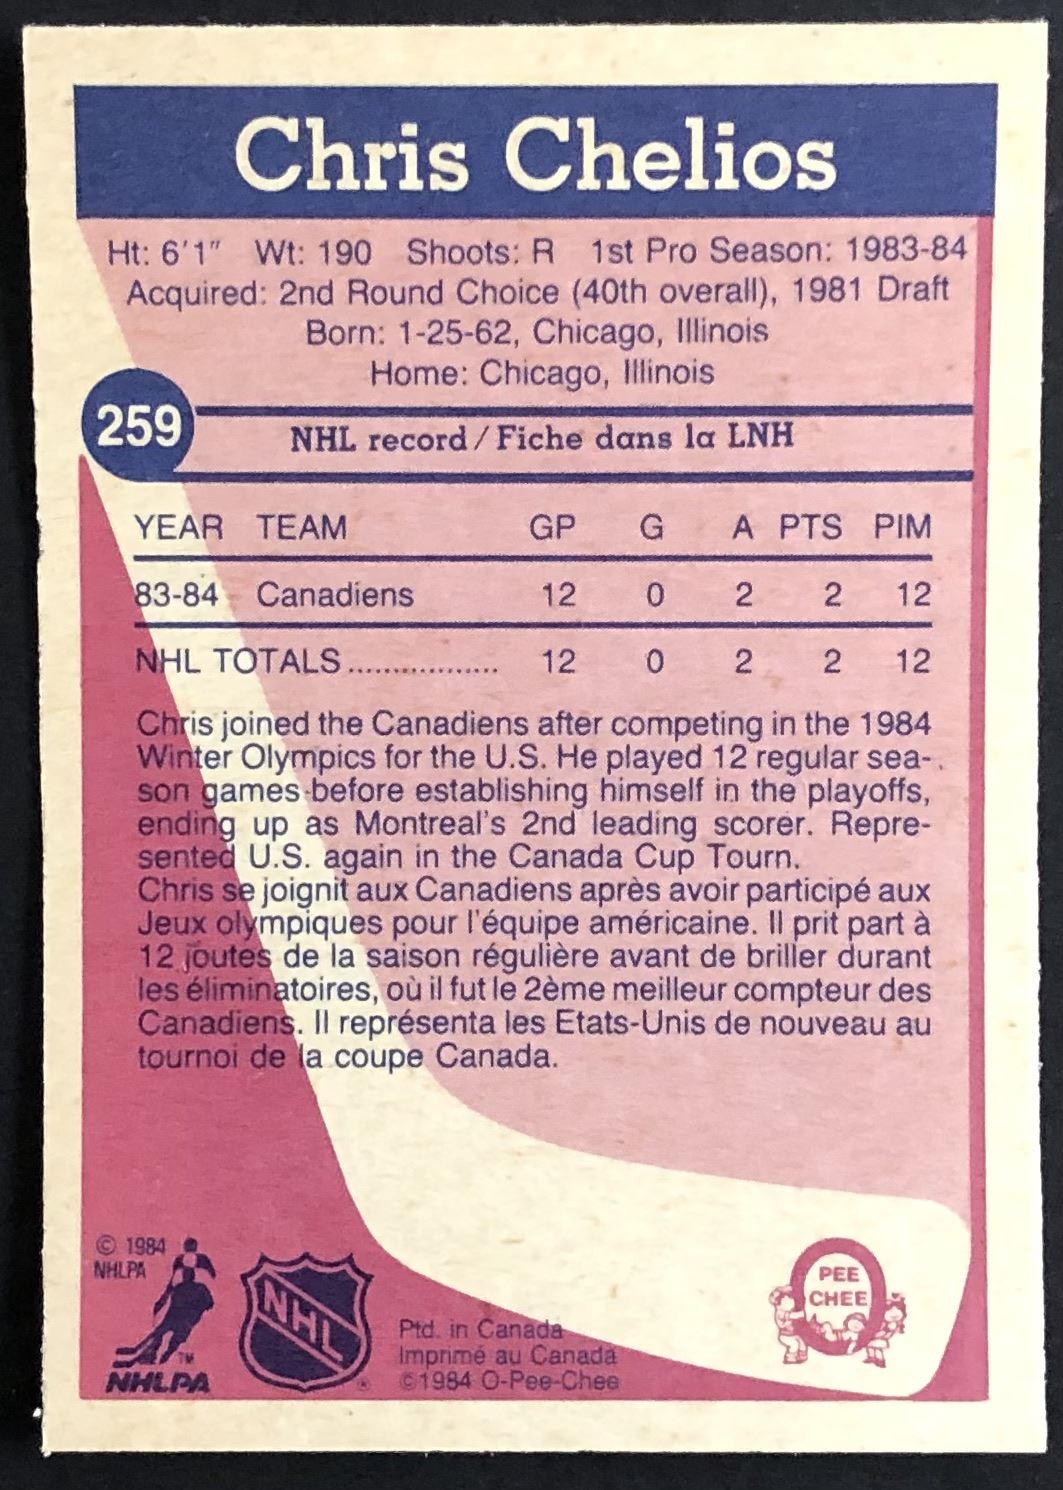 Chris Chelios
Ht: 6'1" Wt: 190 Shoots: R 1st Pro Season: 1983-84
Acquired: 2nd Round Choice (40th overall), 1981 Draft
Born: 1-25-62, Chicago, Illinois
Home: Chicago, Illinois
259
NHL record / Fiche dans la LNH
YEAR TEAM GP G A PTS PIM
83-84 Canadiens 12 0 2 2 12
NHL TOTALS................. 12 0 2 2 12
Chris joined the Canadiens after competing in the 1984
Winter Olympics for the U.S. He played 12 regular sea-
son games before establishing himself in the playoffs,
ending up as Montreal's 2nd leading scorer. Repre-
sented U.S. again in the Canada Cup Tourn.
Chris se joignit aux Canadiens après avoir participé aux
Jeux olympiques pour l'équipe américaine. Il prit part à
12 joutes de la saison régulière avant de briller durant
les éliminatoires, où il fut le 2ème meilleur compteur des
Canadiens. Il représenta les Etats-Unis de nouveau au
tournoi de la coupe Canada.
© 1984
NHLPA
TM
NHLPA
NHL
®
Ptd. in Canada
Imprimé au Canada
©1984 O-Pee-Chee
PEE
CHEE